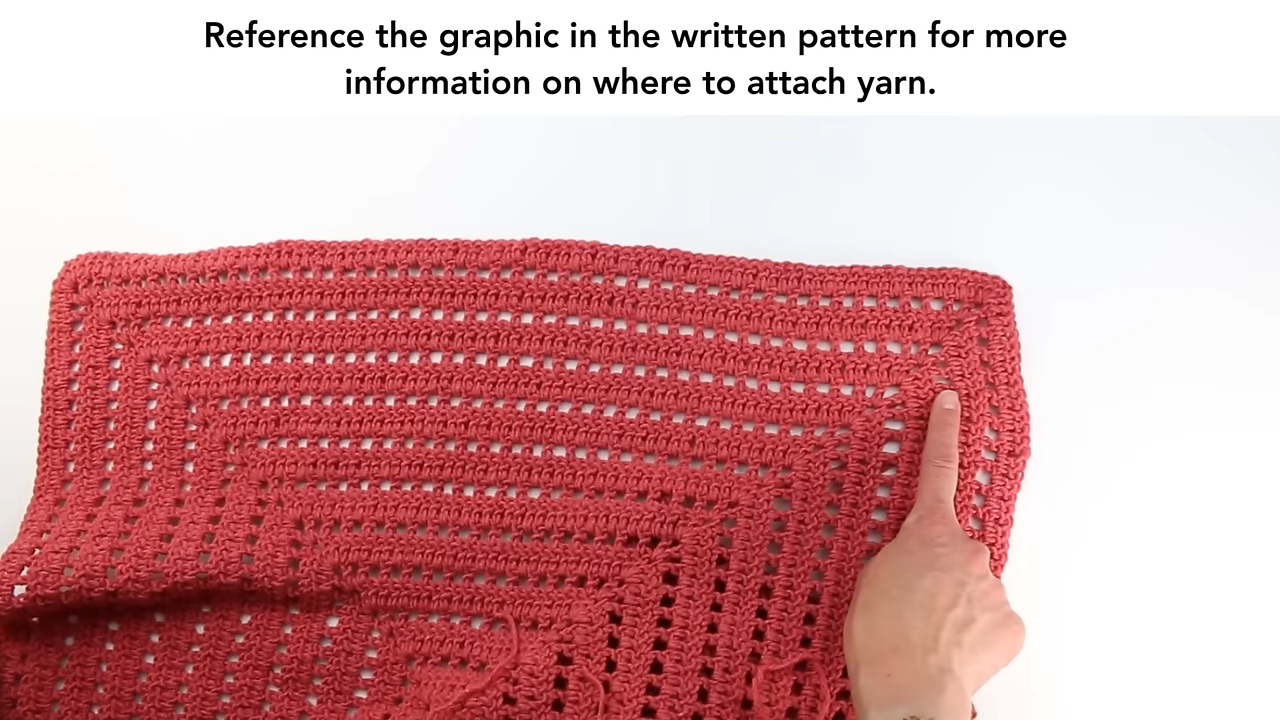 Reference the graphic in the written pattern for more
information on where to attach yarn.